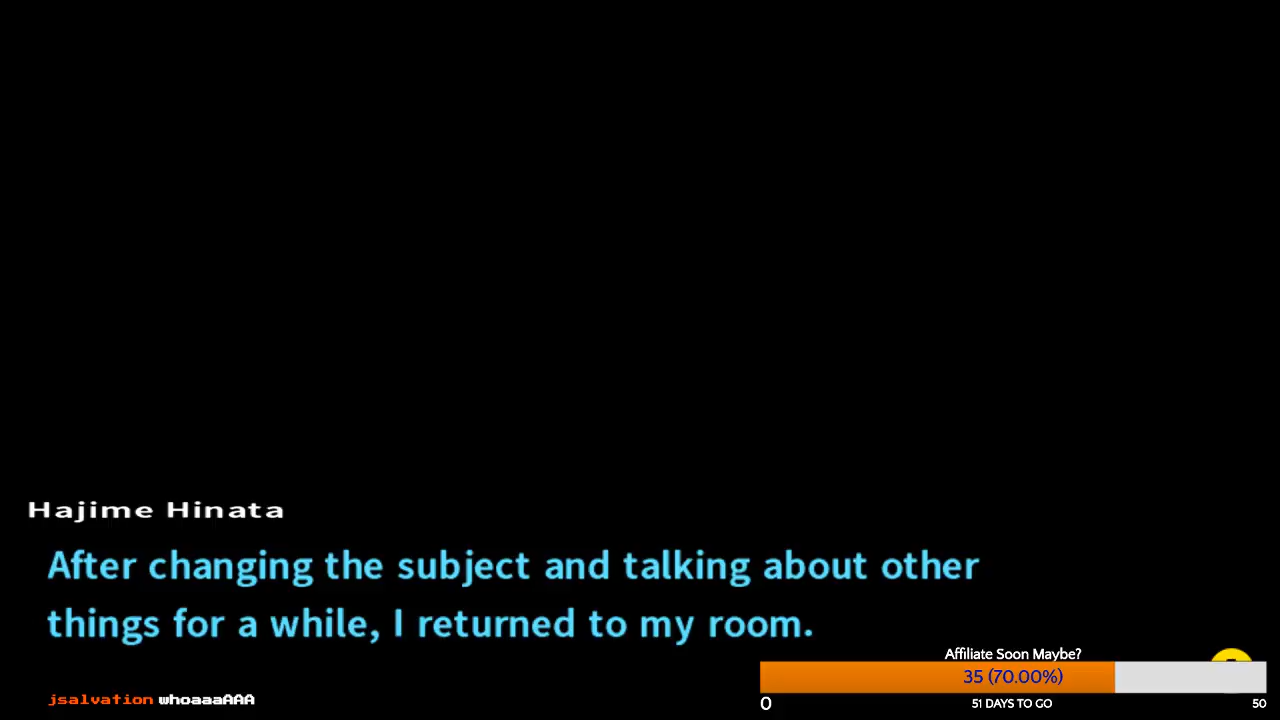 Hajime Hinata
After changing the subject and talking about other
things for a while, I returned to my room.
Affiliate Soon Maybe?
35 (70.00%)
0 51 DAYS TO GO 50
jsalvation whoaaaAAA